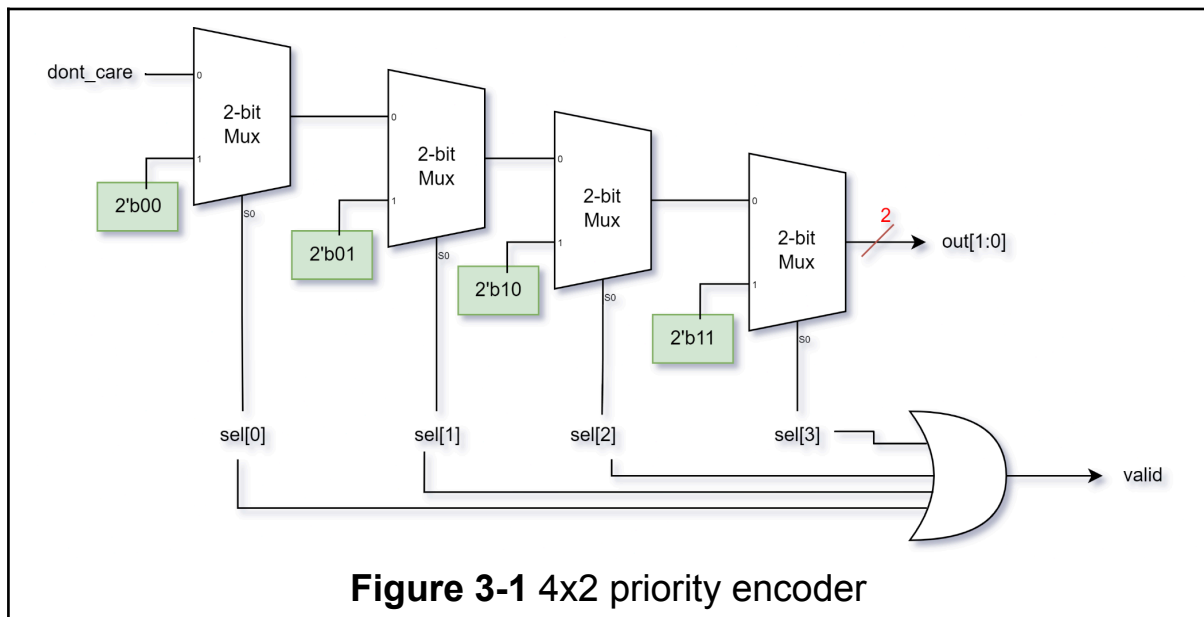 dont_care
0
2-bit
Mux
1
2'b00
S0
0
2-bit
Mux
1
2'b01
S0
0
2-bit
Mux
1
2'b10
S0
0
2-bit
Mux
1
2'b11
S0
2
out[1:0]
sel[0]
sel[1]
sel[2]
sel[3]
valid
Figure 3-1 4x2 priority encoder